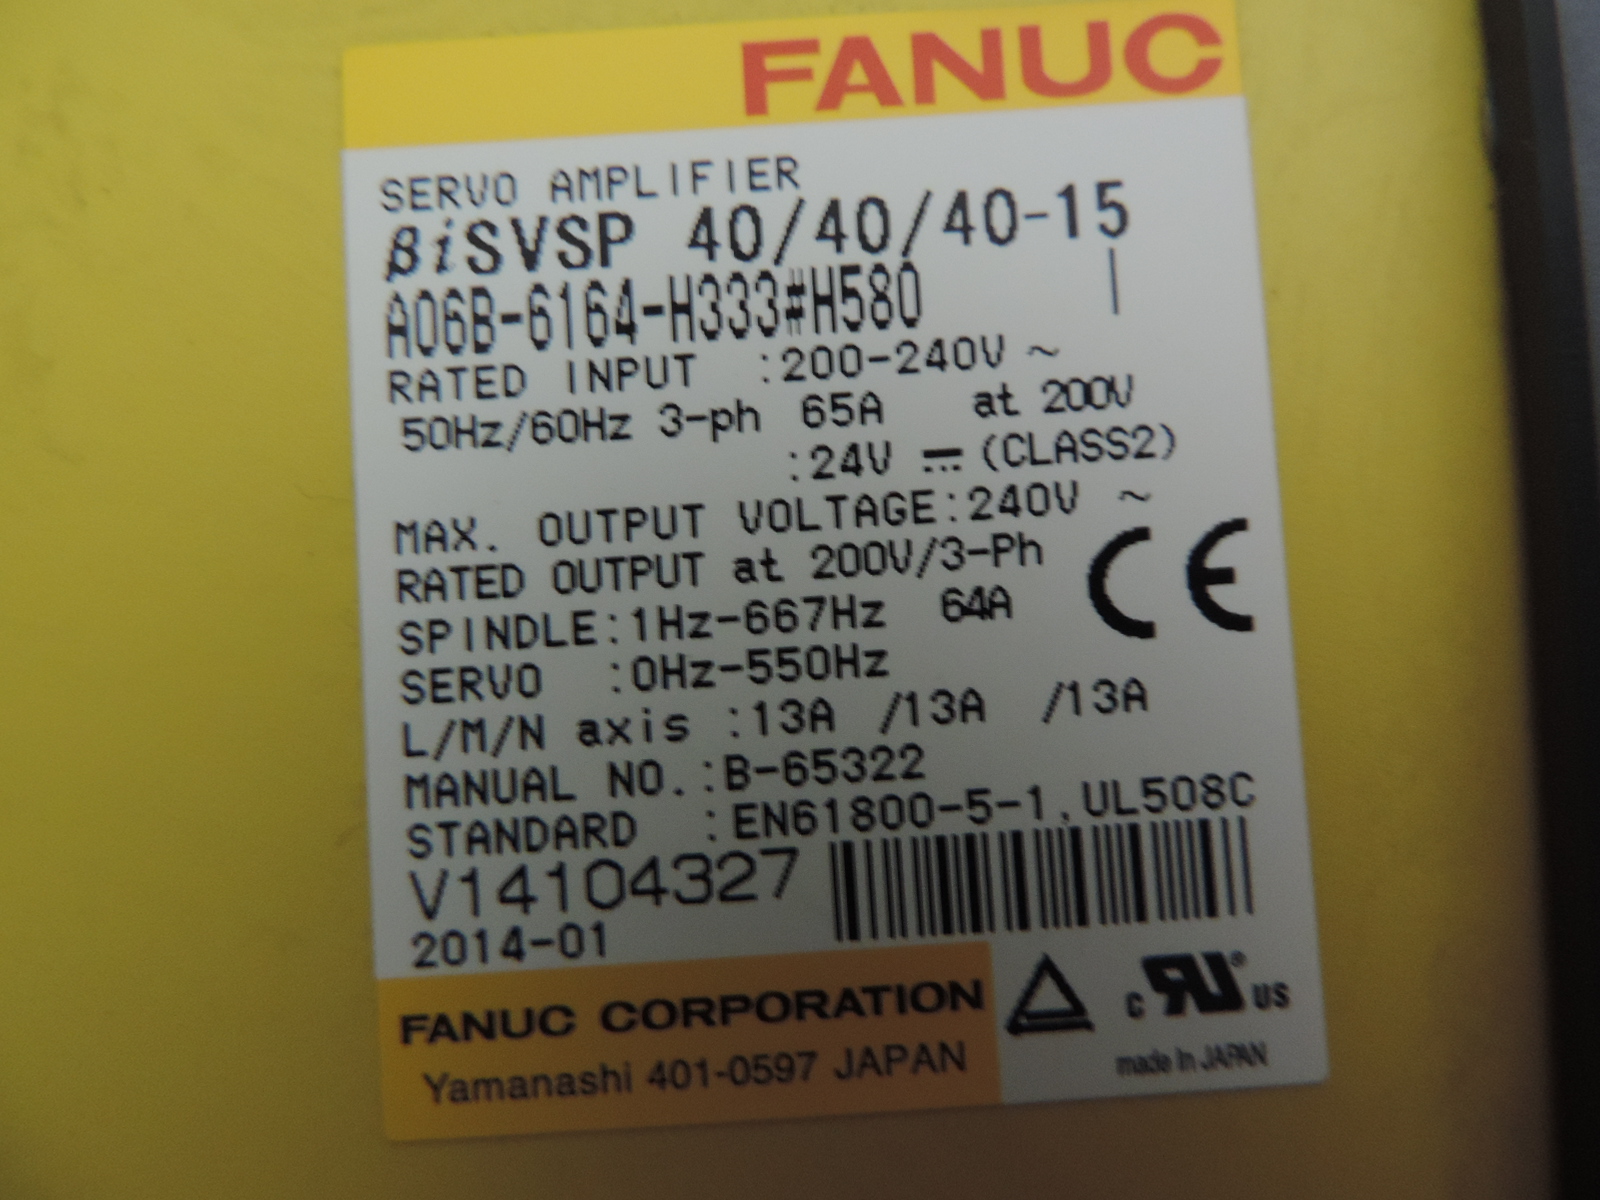 FANUC
SERVO AMPLIFIER
βiSVSP 40/40/40-15
A06B-6164-H333#H580
RATED INPUT :200-240V ~
50Hz/60Hz 3-ph 65A at 200V
:24V ⎓ (CLASS2)
MAX. OUTPUT VOLTAGE:240V ~
RATED OUTPUT at 200V/3-Ph
SPINDLE:1Hz-667Hz 64A
SERVO :0Hz-550Hz
CE
L/M/N axis :13A /13A /13A
MANUAL NO.:B-65322
STANDARD :EN61800-5-1,UL508C
V14104327
2014-01
FANUC CORPORATION
Yamanashi 401-0597 JAPAN
c RU® US
made in JAPAN